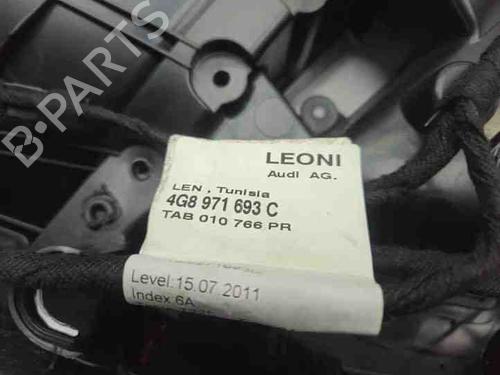 B-PARTS
LEONI
Audi AG.
LEN . Tunisia
4G8 971 693 C
TAB 010 766 PR
Level:15.07.2011
Index 6A